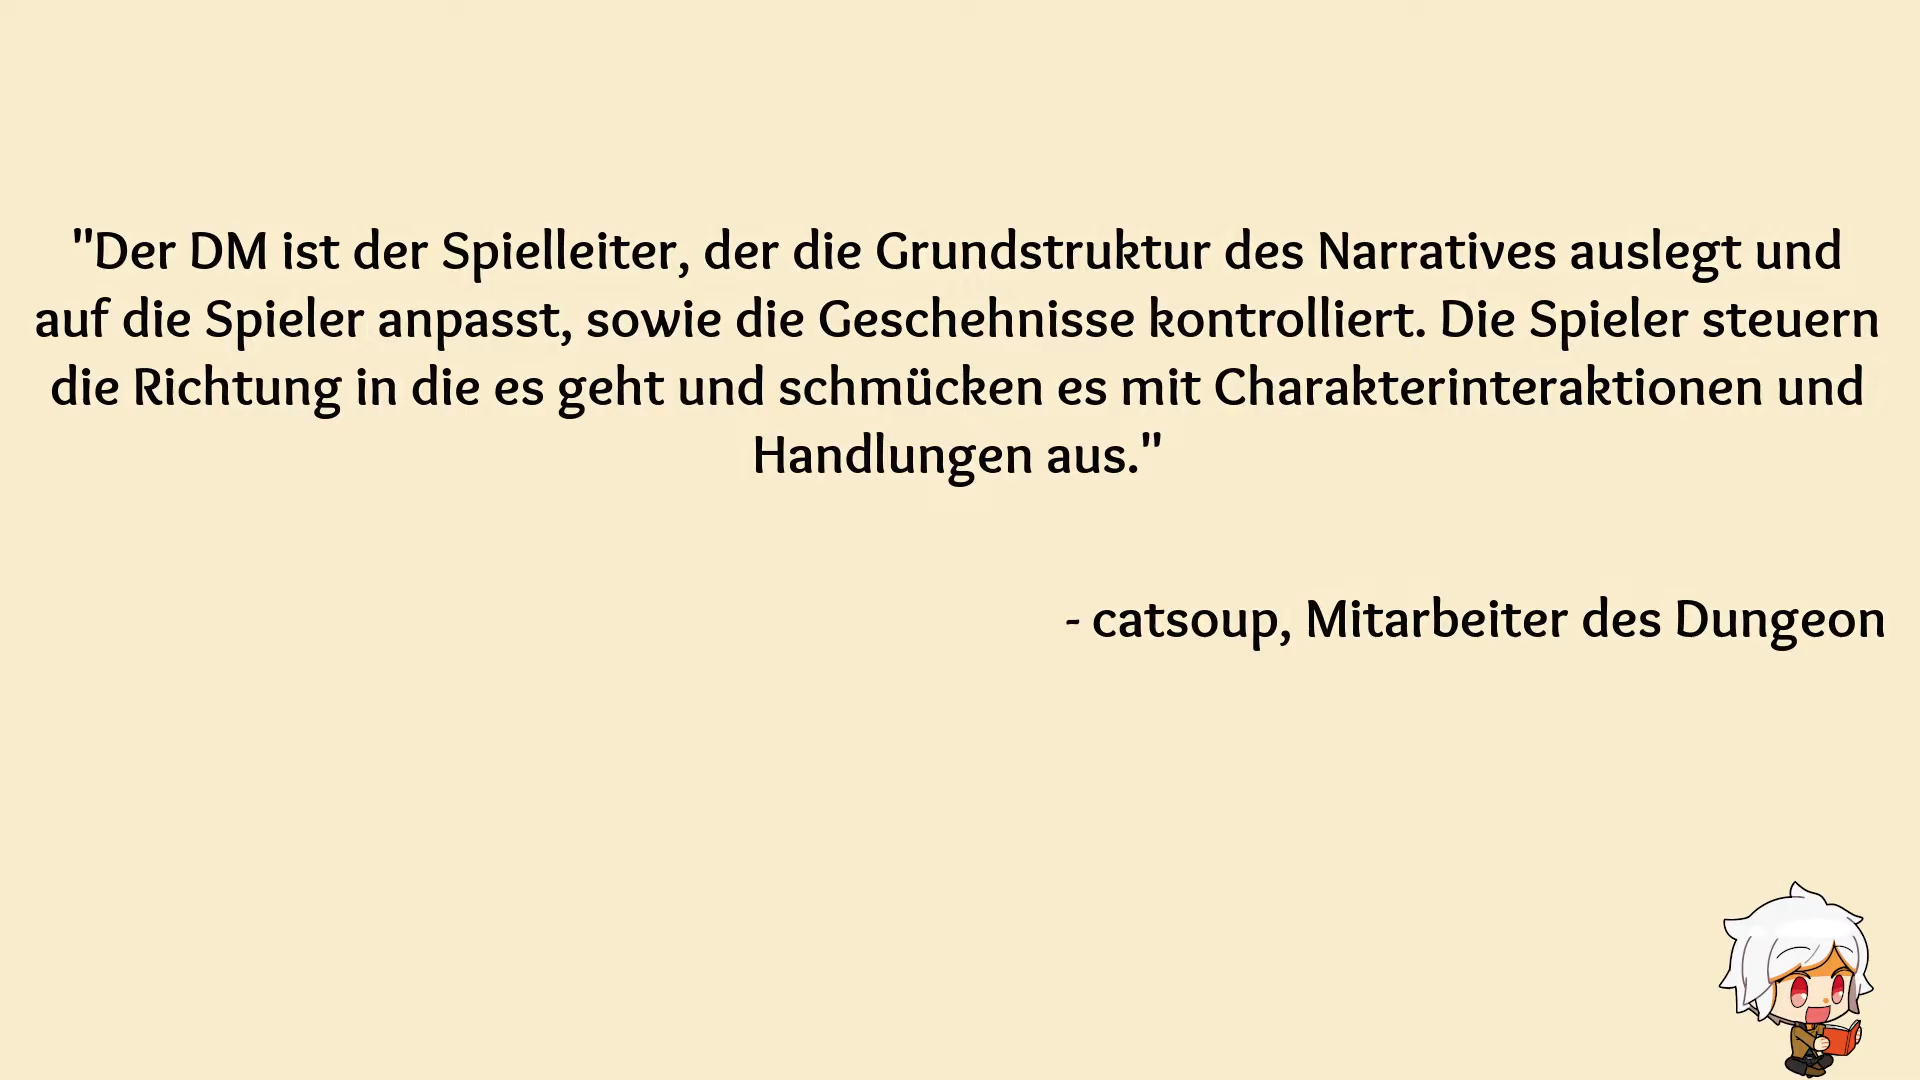 "Der DM ist der Spielleiter, der die Grundstruktur des Narratives auslegt und
auf die Spieler anpasst, sowie die Geschehnisse kontrolliert. Die Spieler steuern
die Richtung in die es geht und schmücken es mit Charakterinteraktionen und
Handlungen aus."
- catsoup, Mitarbeiter des Dungeon